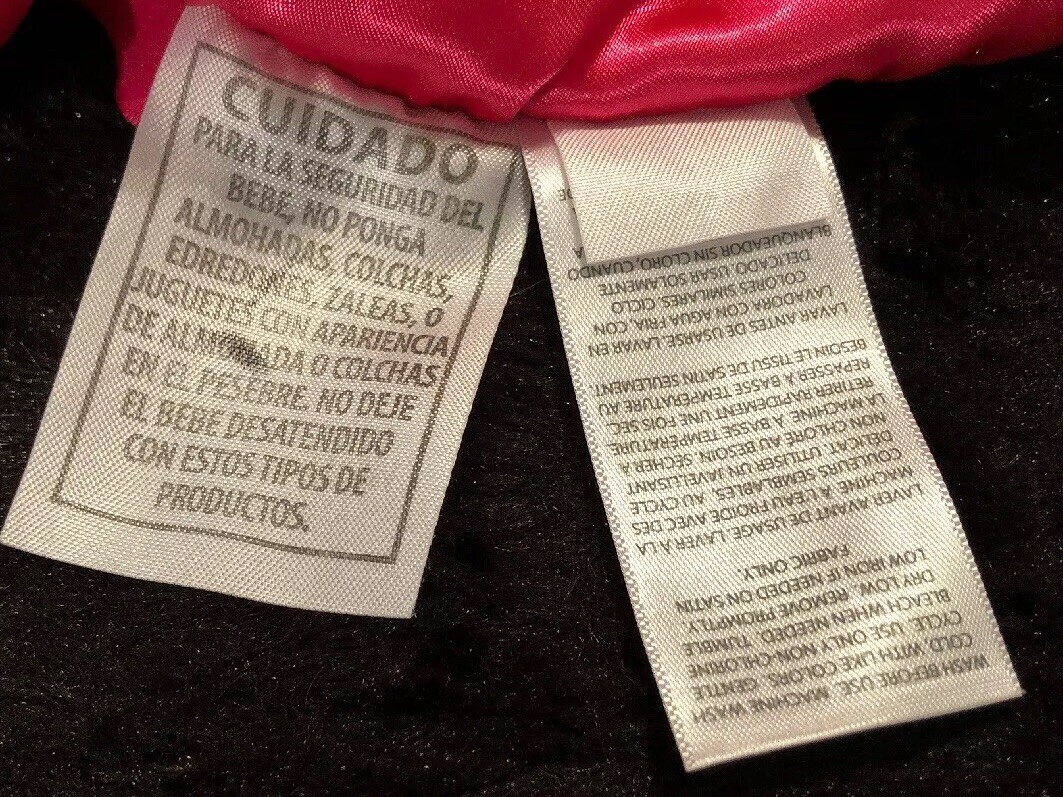 CUIDADO
PARA LA SEGURIDAD DEL
BEBE, NO PONGA
ALMOHADAS, COLCHAS,
EDREDONES, ZALEAS, O
JUGUETES CON APARIENCIA
DE ALMOHADA O COLCHAS
EN EL PESEBRE. NO DEJE
EL BEBE DESATENDIDO
CON ESTOS TIPOS DE
PRODUCTOS.
WASH BEFORE USE. MACHINE WASH
COLD, WITH LIKE COLORS, GENTLE
CYCLE. USE ONLY NON-CHLORINE
BLEACH WHEN NEEDED. TUMBLE
DRY LOW. REMOVE PROMPTLY.
LOW IRON IF NEEDED ON SATIN
FABRIC ONLY.
LAVER AVANT DE USAGE. LAVER À LA
MACHINE À L'EAU FROIDE AVEC DES
COULEURS SEMBLABLES, AU CYCLE
DELICAT. UTILISER UN JAVELLISANT
NON CHLORÉ AU BESOIN. SÉCHER À
LA MACHINE À BASSE TEMPÉRATURE.
RETIRER RAPIDEMENT UNE FOIS SEC.
REPASSER À BASSE TEMPÉRATURE AU
BESOIN LE TISSU DE SATIN SEULEMENT
LAVAR ANTES DE USARSE. LAVAR EN
LAVADORA CON AGUA FRIA, CON
COLORES SIMILARES, CICLO
DELICADO. USAR SOLAMENTE
BLANQUEADOR SIN CLORO, CUANDO